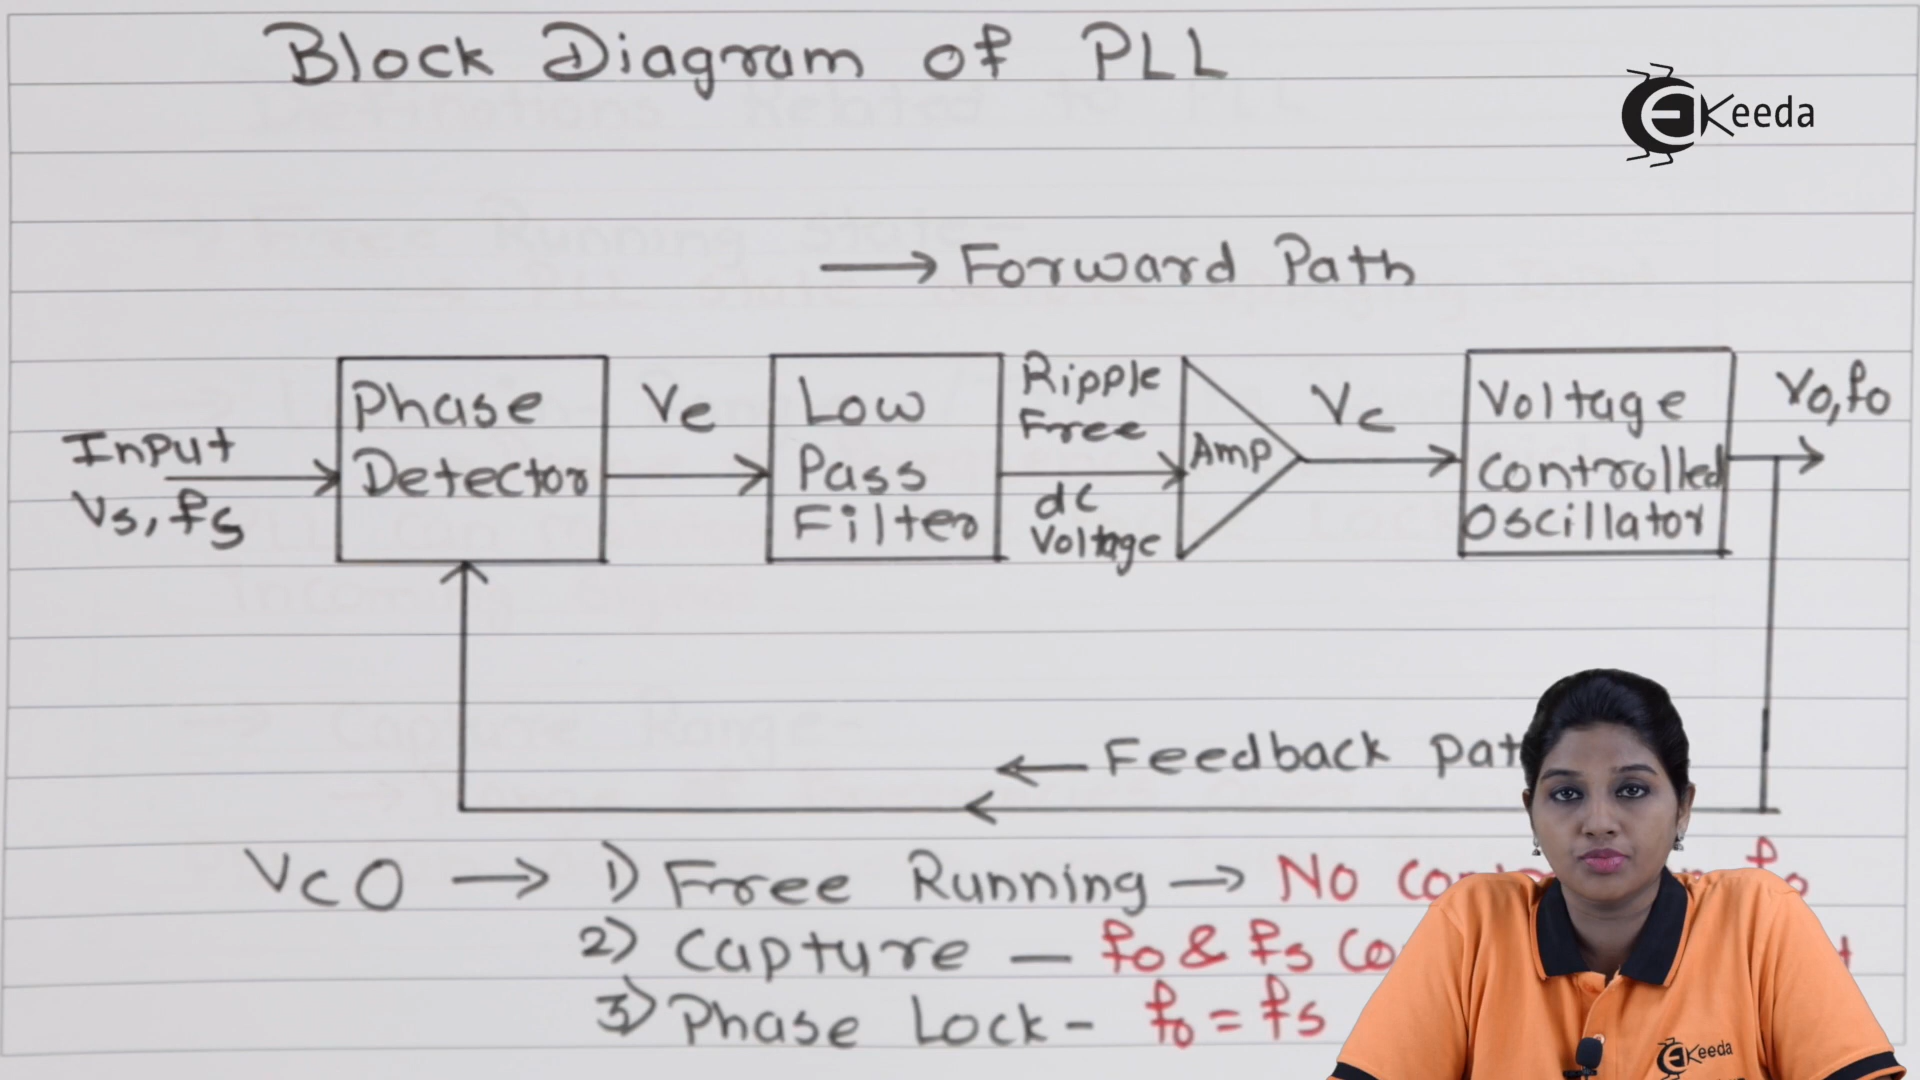 Block Diagram of PLL
EKeeda
→ Forward Path
Input
Vs, fs
Phase
Detector
Ve
Low
Pass
Filter
Ripple
Free
dc
Voltage
Amp
Vc
Voltage
Controlled
Oscillator
Vo, fo
← Feedback
VCO → 1) Free Running → No
2) Capture — fo & fs
3) Phase Lock - fo = fs
EKeeda